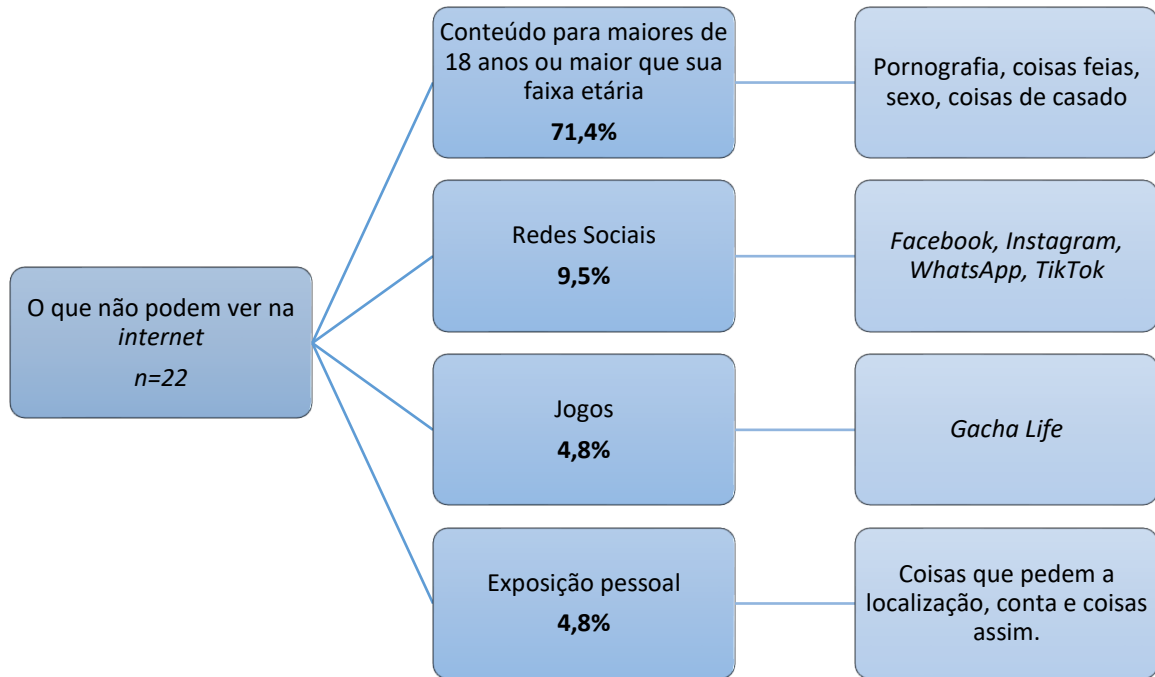 O que não podem ver na
internet
n=22
Conteúdo para maiores de
18 anos ou maior que sua
faixa etária
71,4%
Pornografia, coisas feias,
sexo, coisas de casado
Redes Sociais
9,5%
Facebook, Instagram,
WhatsApp, TikTok
Jogos
4,8%
Gacha Life
Exposição pessoal
4,8%
Coisas que pedem a
localização, conta e coisas
assim.